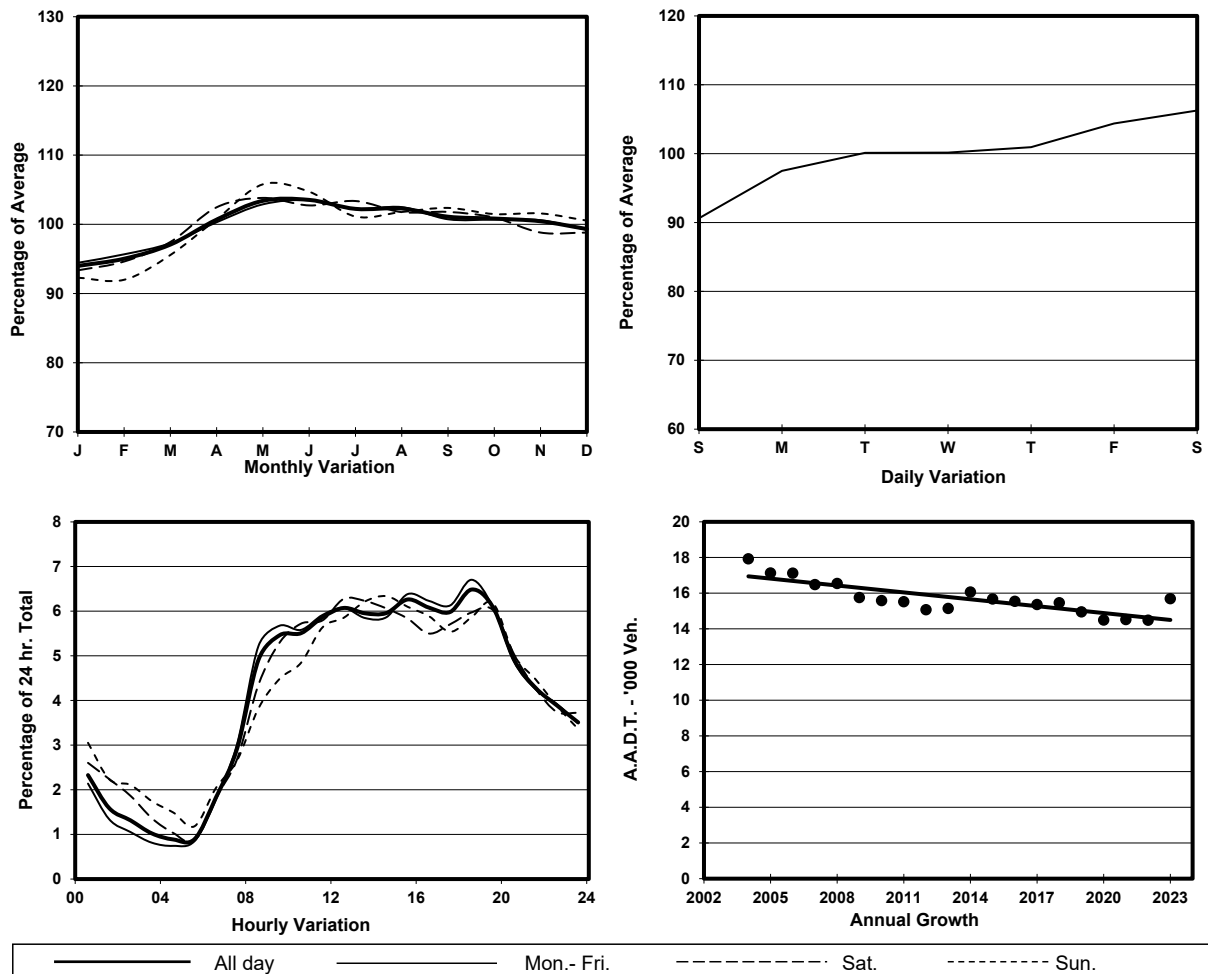 130
120
110
100
90
80
70
Percentage of Average
J F M A M J J A S O N D
Monthly Variation
120
110
100
90
80
70
60
Percentage of Average
S M T W T F S
Daily Variation
8
7
6
5
4
3
2
1
0
Percentage of 24 hr. Total
00 04 08 12 16 20 24
Hourly Variation
20
18
16
14
12
10
8
6
4
2
0
A.A.D.T. - '000 Veh.
2002 2005 2008 2011 2014 2017 2020 2023
Annual Growth
All day Mon.- Fri. Sat. Sun.